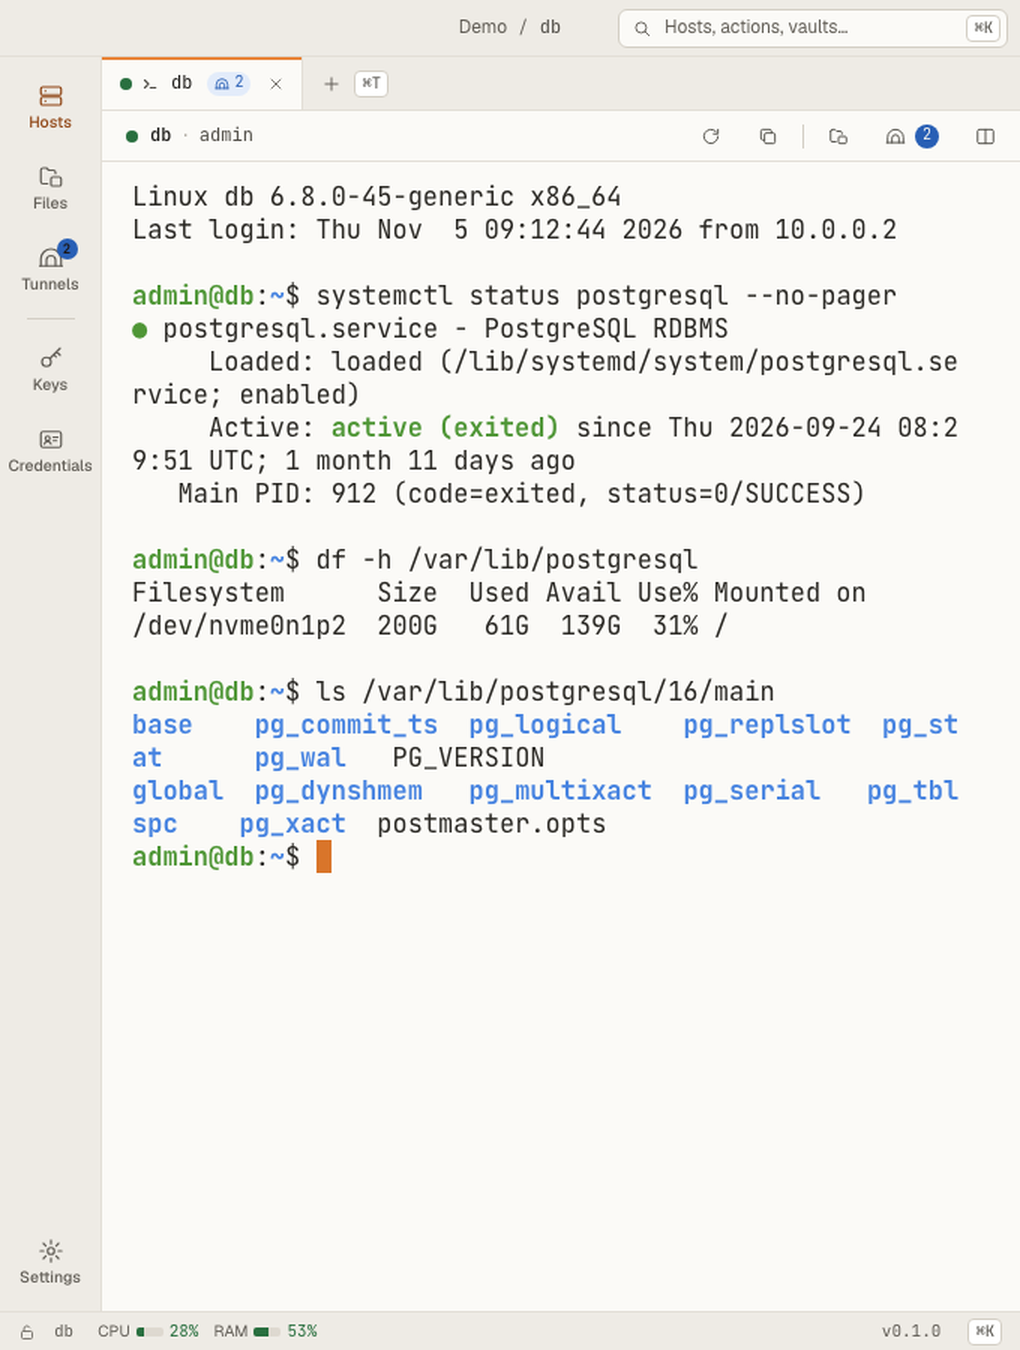 Demo / db
Hosts, actions, vaults... ⌘K
>_ db 2 × + ⌘T
Hosts
db · admin 2
Files
2
Tunnels
Keys
Credentials
Linux db 6.8.0-45-generic x86_64
Last login: Thu Nov  5 09:12:44 2026 from 10.0.0.2
admin@db:~$ systemctl status postgresql --no-pager
● postgresql.service - PostgreSQL RDBMS
     Loaded: loaded (/lib/systemd/system/postgresql.se
rvice; enabled)
     Active: active (exited) since Thu 2026-09-24 08:2
9:51 UTC; 1 month 11 days ago
   Main PID: 912 (code=exited, status=0/SUCCESS)
admin@db:~$ df -h /var/lib/postgresql
Filesystem      Size  Used Avail Use% Mounted on
/dev/nvme0n1p2  200G   61G  139G  31% /
admin@db:~$ ls /var/lib/postgresql/16/main
base    pg_commit_ts  pg_logical    pg_replslot  pg_st
at      pg_wal   PG_VERSION
global  pg_dynshmem   pg_multixact  pg_serial   pg_tbl
spc    pg_xact  postmaster.opts
admin@db:~$
Settings
db CPU 28% RAM 53% v0.1.0 ⌘K